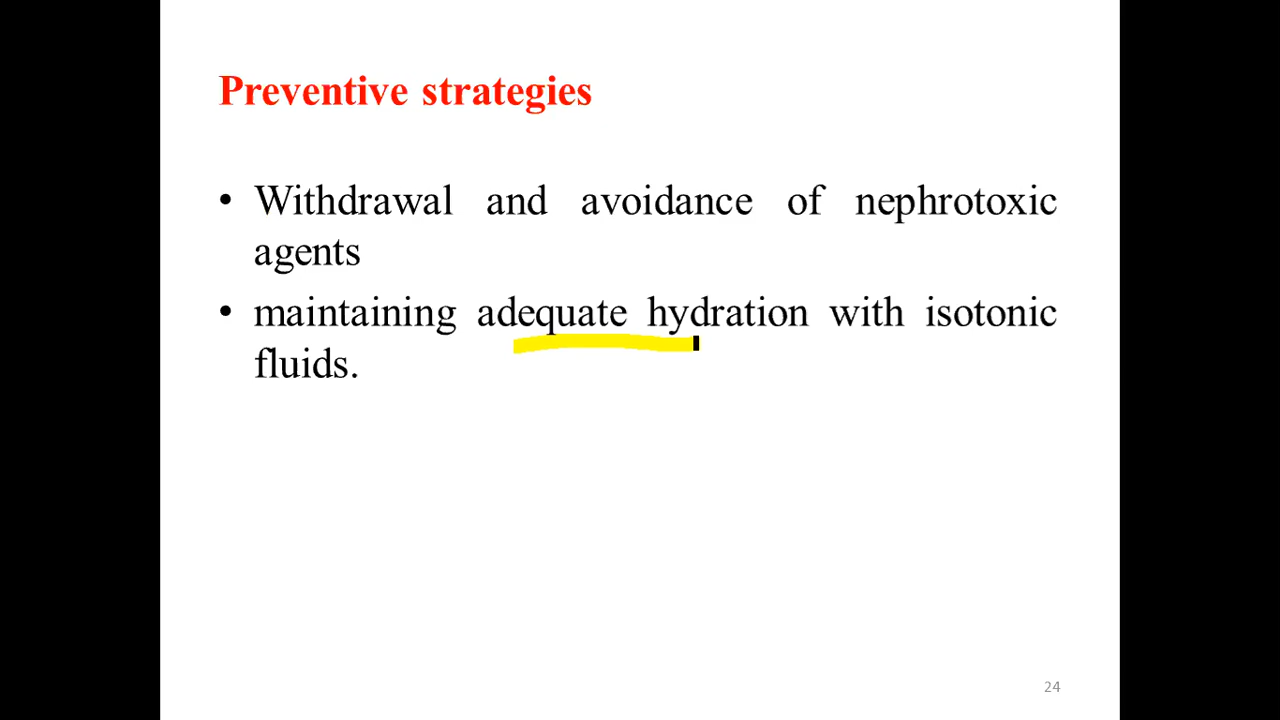 Preventive strategies
• Withdrawal and avoidance of nephrotoxic
agents
• maintaining adequate hydration with isotonic
fluids.
24